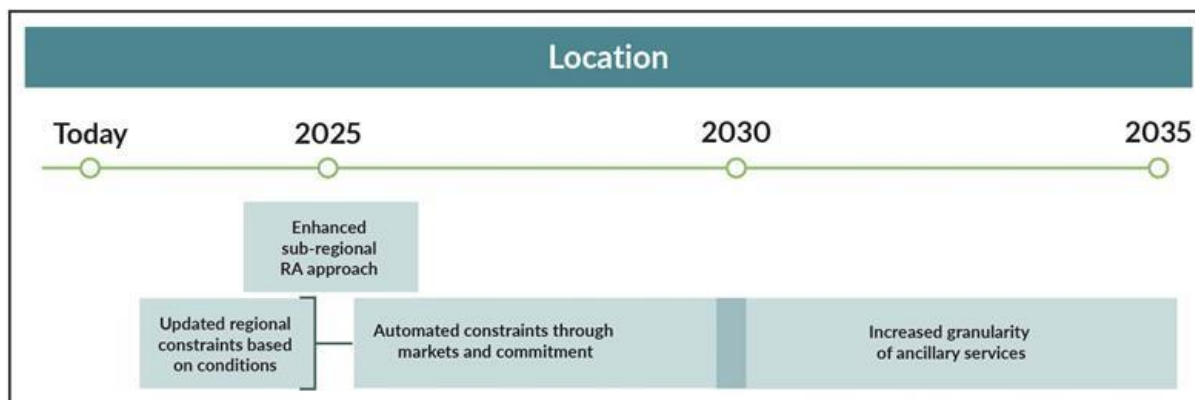 Location
Today
2025
2030
2035
Enhanced
sub-regional
RA approach
Updated regional
constraints based
on conditions
Automated constraints through
markets and commitment
Increased granularity
of ancillary services